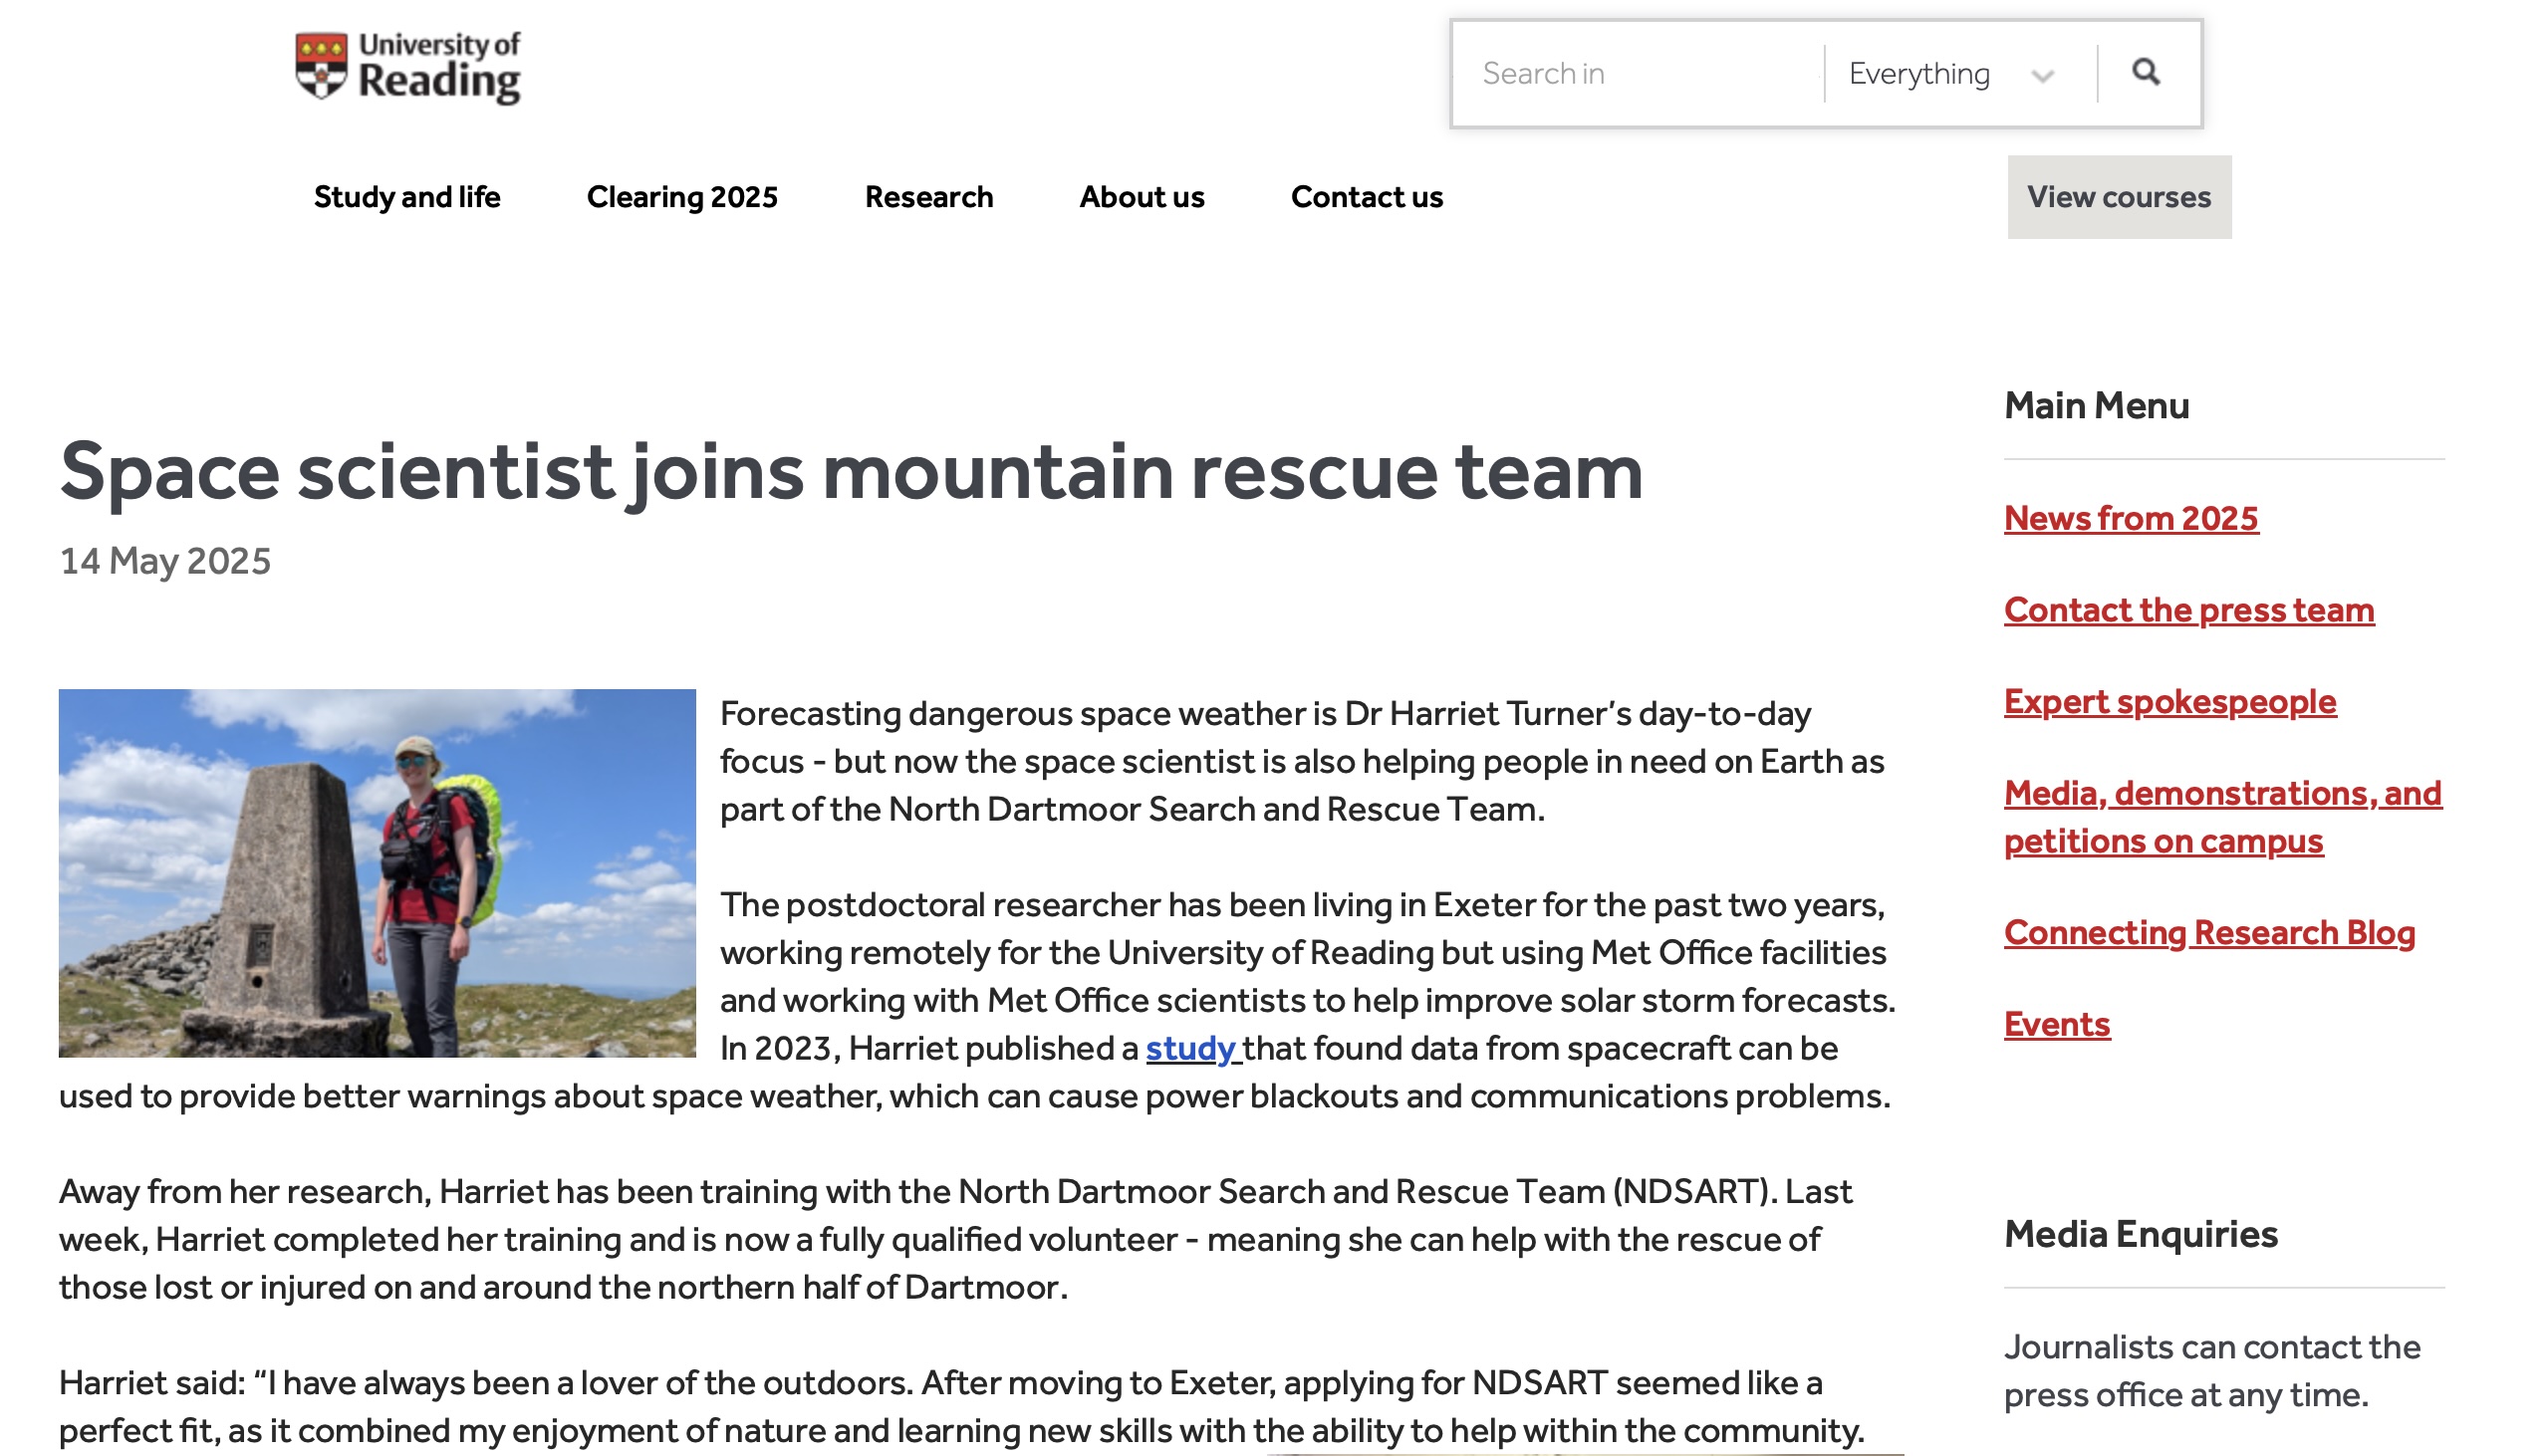 University of
Reading
Search in
Everything
Study and life
Clearing 2025
Research
About us
Contact us
View courses
Space scientist joins mountain rescue team
14 May 2025
Forecasting dangerous space weather is Dr Harriet Turner’s day-to-day
focus - but now the space scientist is also helping people in need on Earth as
part of the North Dartmoor Search and Rescue Team.
The postdoctoral researcher has been living in Exeter for the past two years,
working remotely for the University of Reading but using Met Office facilities
and working with Met Office scientists to help improve solar storm forecasts.
In 2023, Harriet published a study that found data from spacecraft can be
used to provide better warnings about space weather, which can cause power blackouts and communications problems.
Away from her research, Harriet has been training with the North Dartmoor Search and Rescue Team (NDSART). Last
week, Harriet completed her training and is now a fully qualified volunteer - meaning she can help with the rescue of
those lost or injured on and around the northern half of Dartmoor.
Harriet said: “I have always been a lover of the outdoors. After moving to Exeter, applying for NDSART seemed like a
perfect fit, as it combined my enjoyment of nature and learning new skills with the ability to help within the community.
Main Menu
News from 2025
Contact the press team
Expert spokespeople
Media, demonstrations, and
petitions on campus
Connecting Research Blog
Events
Media Enquiries
Journalists can contact the
press office at any time.